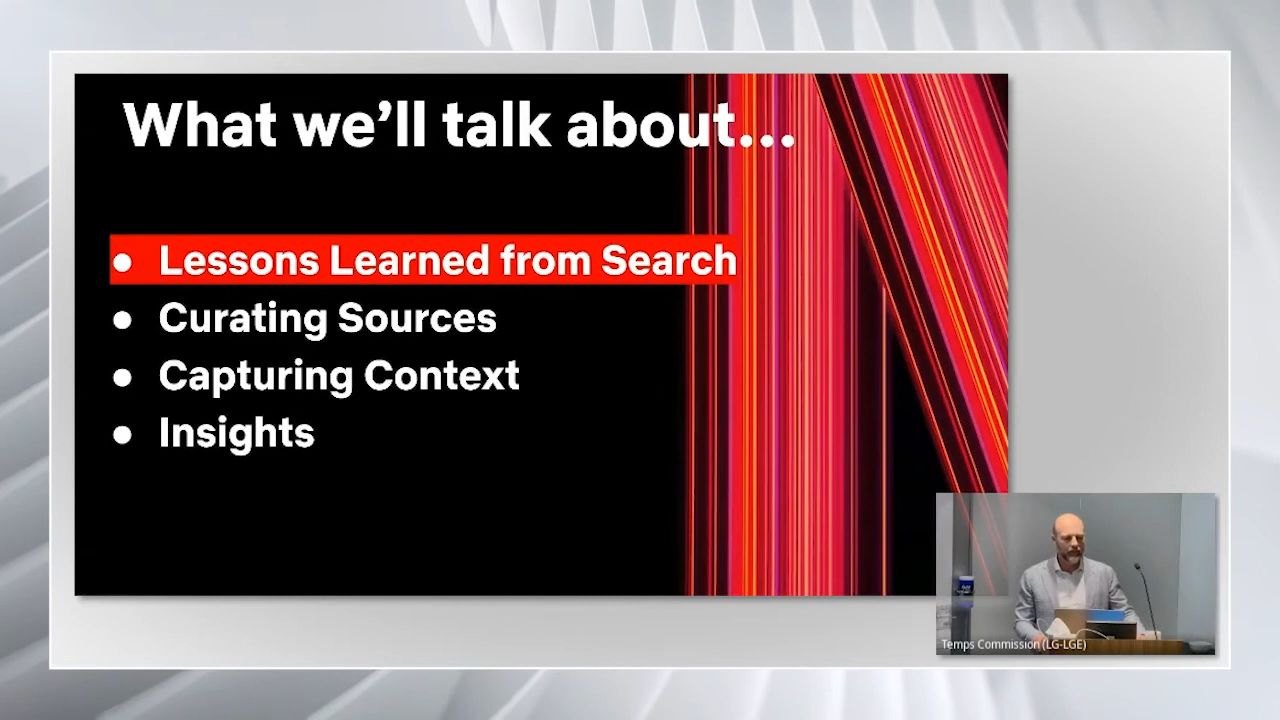 What we’ll talk about...
● Lessons Learned from Search
● Curating Sources
● Capturing Context
● Insights
Temps Commission (LG-LGE)